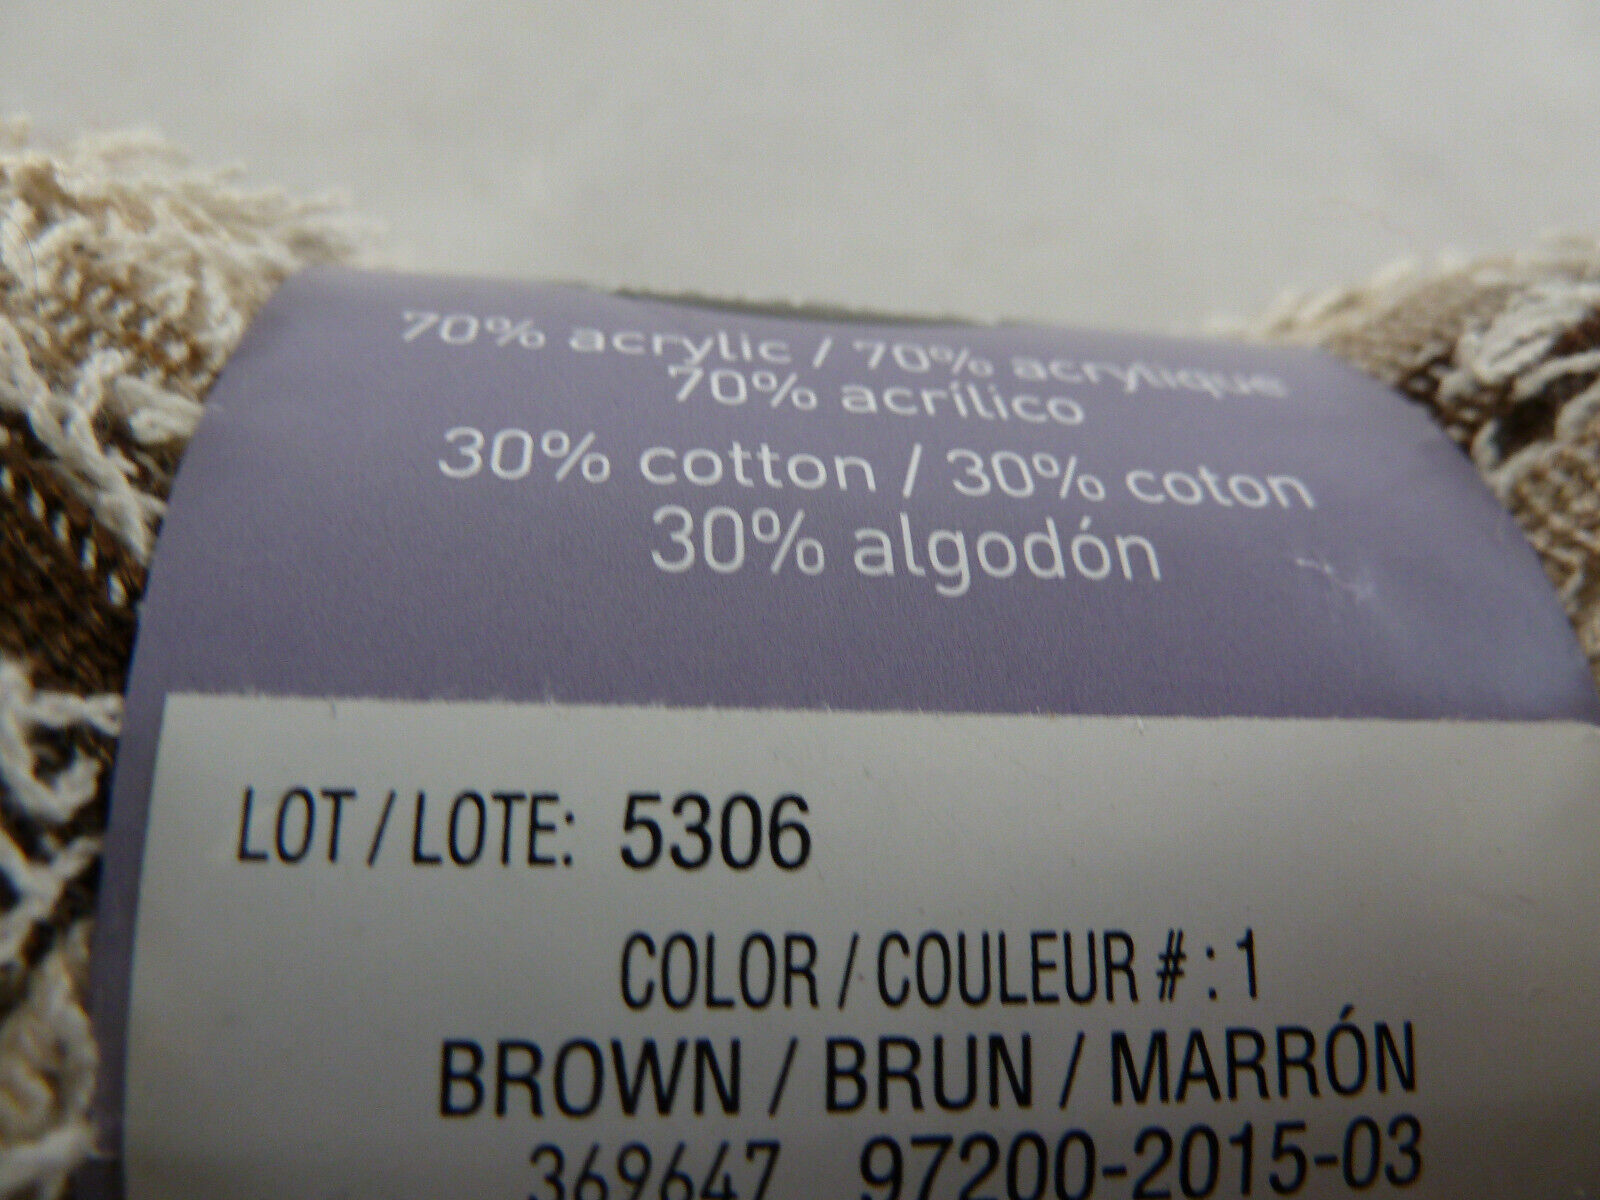 70% acrylic / 70% acrylique
70% acrílico
30% cotton / 30% coton
30% algodón
LOT / LOTE: 5306
COLOR / COULEUR # : 1
BROWN / BRUN / MARRÓN
369647 97200-2015-03